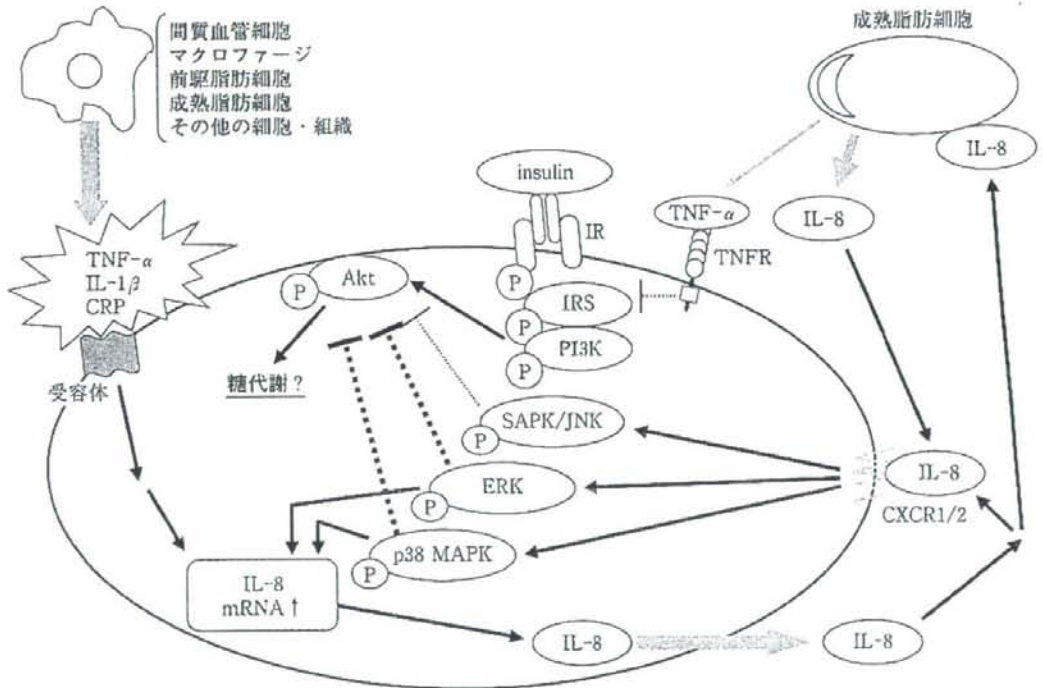 間質血管細胞
マクロファージ
前駆脂肪細胞
成熟脂肪細胞
その他の細胞・組織
成熟脂肪細胞
IL-8
insulin
IR
TNF-α
TNFR
IL-8
TNF-α
IL-1β
CRP
受容体
P
Akt
糖代謝?
P
IRS
P
PI3K
P
SAPK/JNK
P
ERK
P
p38 MAPK
P
IL-8
CXCR1/2
IL-8
mRNA↑
IL-8
IL-8